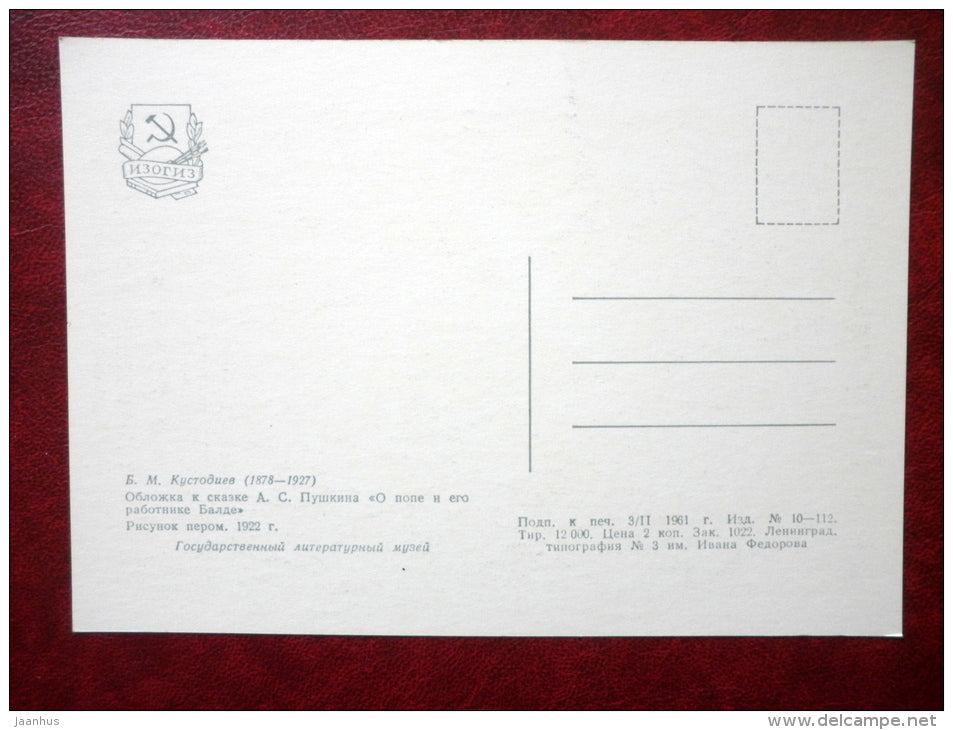 ИЗОГИЗ
Б. М. Кустодиев (1878—1927)
Обложка к сказке А. С. Пушкина «О попе и его
работнике Балде»
Рисунок пером. 1922 г.
Государственный литературный музей
Подп. к печ. 3/II 1961 г. Изд. № 10—112.
Тир. 12 000. Цена 2 коп. Зак. 1022. Ленинград,
типография № 3 им. Ивана Федорова
jaanhus
www.delcampe.net